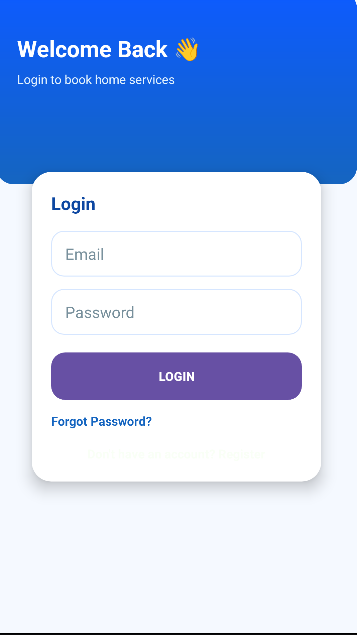 Welcome Back 👋
Login to book home services
Login
Email
Password
LOGIN
Forgot Password?